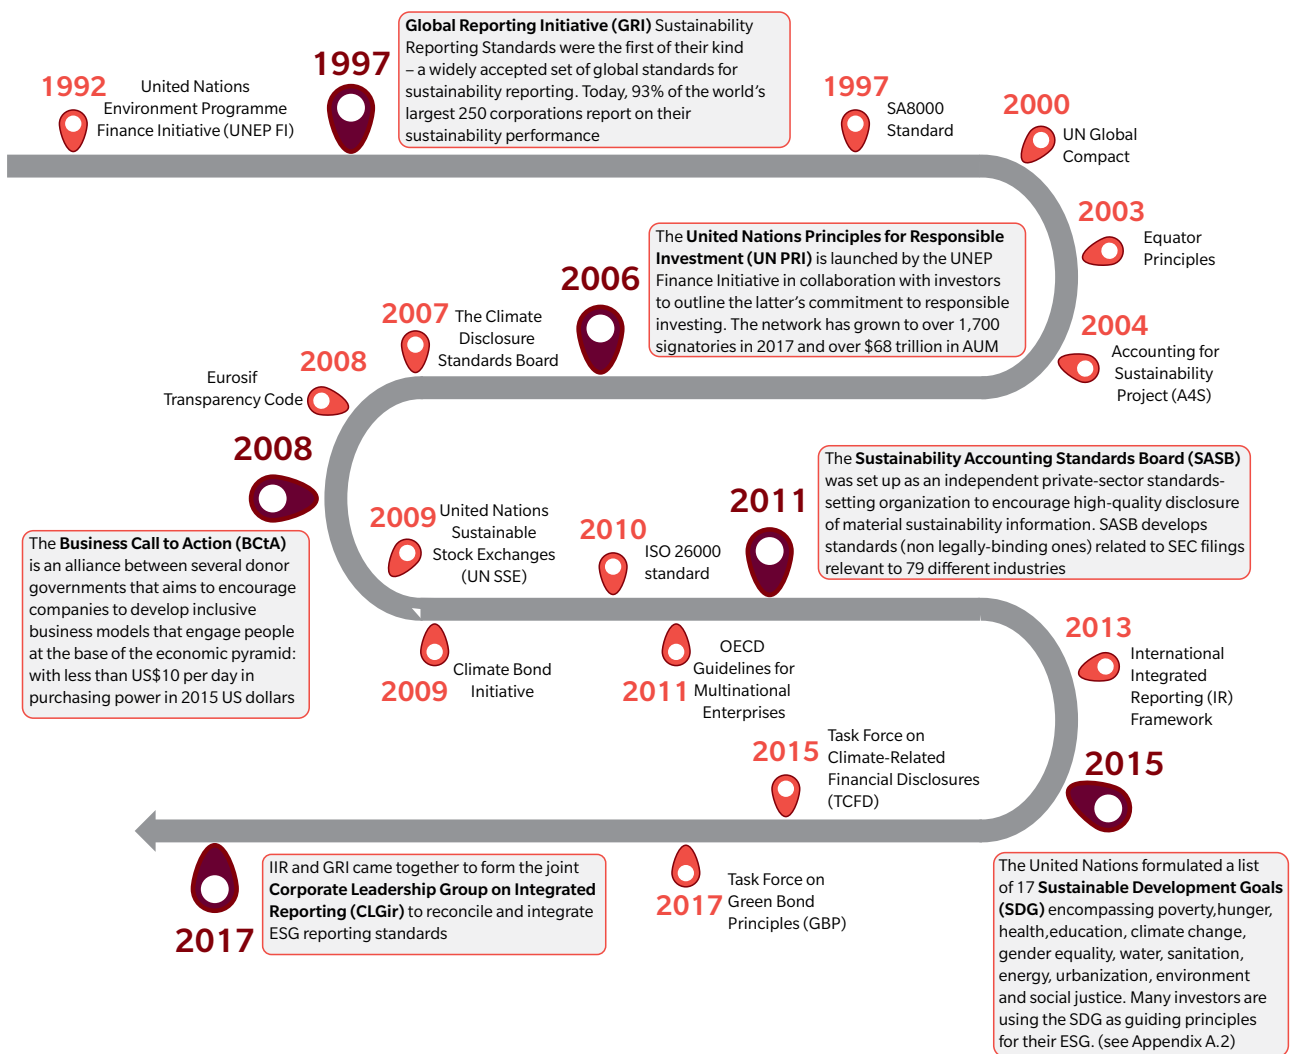 1992
United Nations
Environment Programme
Finance Initiative (UNEP FI)
1997
Global Reporting Initiative (GRI) Sustainability
Reporting Standards were the first of their kind
– a widely accepted set of global standards for
sustainability reporting. Today, 93% of the world's
largest 250 corporations report on their
sustainability performance
1997
SA8000
Standard
2000
UN Global
Compact
2003
Equator
Principles
2004
Accounting for
Sustainability
Project (A4S)
The United Nations Principles for Responsible
Investment (UN PRI) is launched by the UNEP
Finance Initiative in collaboration with investors
to outline the latter's commitment to responsible
investing. The network has grown to over 1,700
signatories in 2017 and over $68 trillion in AUM
2006
2007
The Climate
Disclosure
Standards Board
2008
Eurosif
Transparency Code
2008
The Business Call to Action (BCtA)
is an alliance between several donor
governments that aims to encourage
companies to develop inclusive
business models that engage people
at the base of the economic pyramid:
with less than US$10 per day in
purchasing power in 2015 US dollars
2009
United Nations
Sustainable
Stock Exchanges
(UN SSE)
2009
Climate Bond
Initiative
2010
ISO 26000
standard
2011
OECD
Guidelines for
Multinational
Enterprises
2011
The Sustainability Accounting Standards Board (SASB)
was set up as an independent private-sector standards-
setting organization to encourage high-quality disclosure
of material sustainability information. SASB develops
standards (non legally-binding ones) related to SEC filings
relevant to 79 different industries
2013
International
Integrated
Reporting (IR)
Framework
2015
The United Nations formulated a list
of 17 Sustainable Development Goals
(SDG) encompassing poverty,hunger,
health,education, climate change,
gender equality, water, sanitation,
energy, urbanization, environment
and social justice. Many investors are
using the SDG as guiding principles
for their ESG. (see Appendix A.2)
2015
Task Force on
Climate-Related
Financial Disclosures
(TCFD)
2017
Task Force on
Green Bond
Principles (GBP)
2017
IIR and GRI came together to form the joint
Corporate Leadership Group on Integrated
Reporting (CLGir) to reconcile and integrate
ESG reporting standards